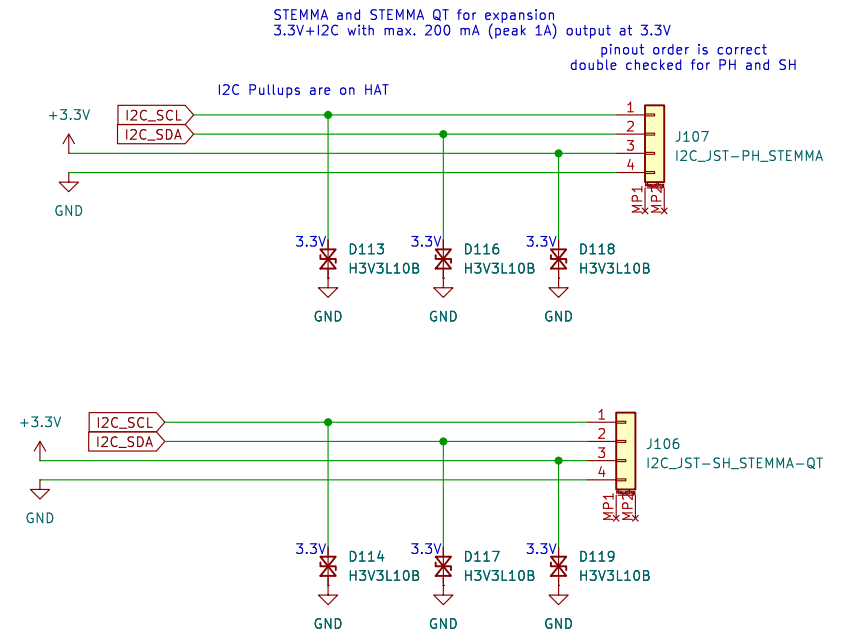 STEMMA and STEMMA QT for expansion
3.3V+I2C with max. 200 mA (peak 1A) output at 3.3V
pinout order is correct
double checked for PH and SH
I2C Pullups are on HAT
+3.3V
I2C_SCL
I2C_SDA
GND
1
2
3
4
J107
I2C_JST-PH_STEMMA
MP1
MP2
3.3V
D113
H3V3L10B
GND
3.3V
D116
H3V3L10B
GND
3.3V
D118
H3V3L10B
GND
+3.3V
I2C_SCL
I2C_SDA
GND
1
2
3
4
J106
I2C_JST-SH_STEMMA-QT
MP1
MP2
3.3V
D114
H3V3L10B
GND
3.3V
D117
H3V3L10B
GND
3.3V
D119
H3V3L10B
GND